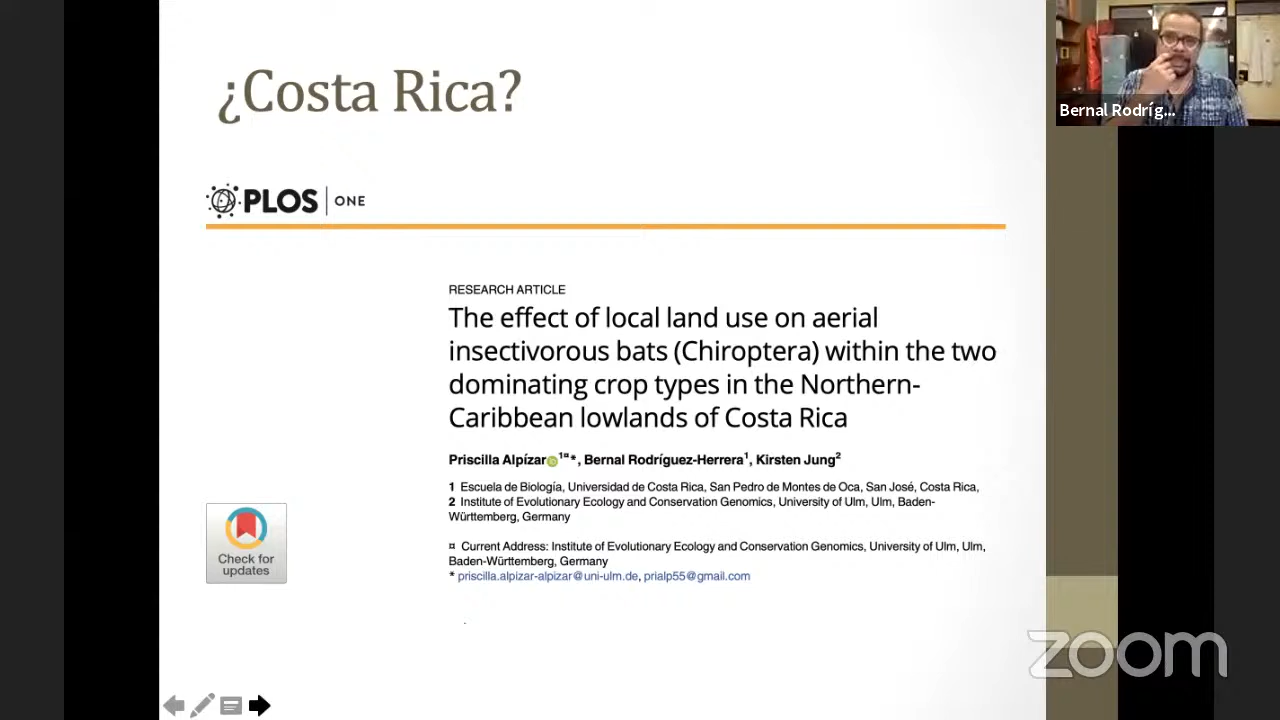 ¿Costa Rica?
Bernal Rodríg...
PLOS | ONE
RESEARCH ARTICLE
The effect of local land use on aerial
insectivorous bats (Chiroptera) within the two
dominating crop types in the Northern-
Caribbean lowlands of Costa Rica
Priscilla Alpízar 1¤*, Bernal Rodríguez-Herrera1, Kirsten Jung2
1 Escuela de Biología, Universidad de Costa Rica, San Pedro de Montes de Oca, San José, Costa Rica,
2 Institute of Evolutionary Ecology and Conservation Genomics, University of Ulm, Ulm, Baden-
Württemberg, Germany
¤ Current Address: Institute of Evolutionary Ecology and Conservation Genomics, University of Ulm, Ulm,
Baden-Württemberg, Germany
* priscilla.alpizar-alpizar@uni-ulm.de, prialp55@gmail.com
Check for
updates
zoom